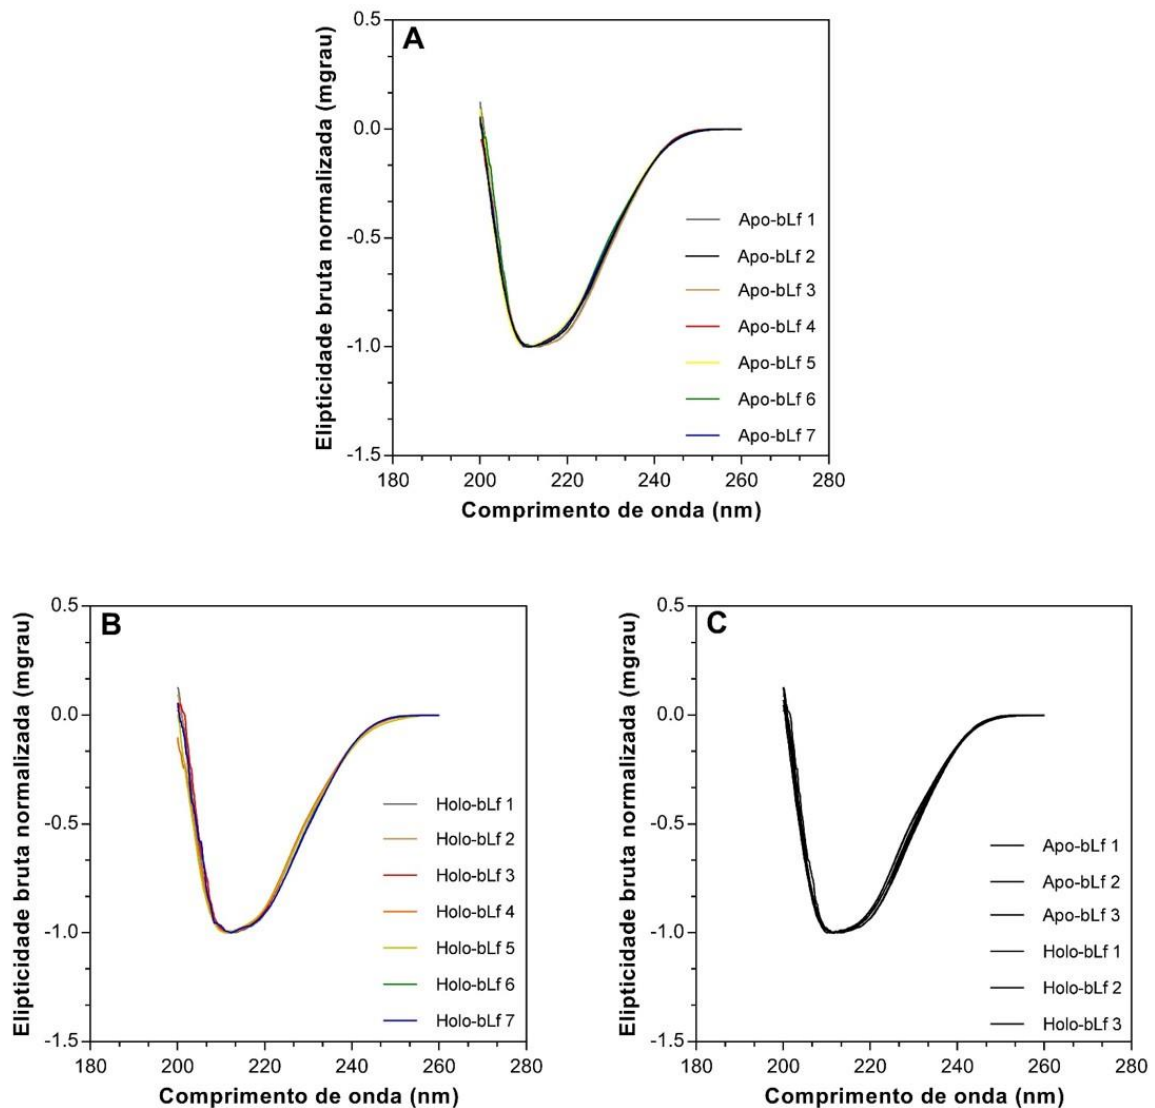 A
Elipticidade bruta normalizada (mgrau)
0.5
0.0
-0.5
-1.0
-1.5
180 200 220 240 260 280
Comprimento de onda (nm)
Apo-bLf 1
Apo-bLf 2
Apo-bLf 3
Apo-bLf 4
Apo-bLf 5
Apo-bLf 6
Apo-bLf 7
B
Elipticidade bruta normalizada (mgrau)
0.5
0.0
-0.5
-1.0
-1.5
180 200 220 240 260 280
Comprimento de onda (nm)
Holo-bLf 1
Holo-bLf 2
Holo-bLf 3
Holo-bLf 4
Holo-bLf 5
Holo-bLf 6
Holo-bLf 7
C
Elipticidade bruta normalizada (mgrau)
0.5
0.0
-0.5
-1.0
-1.5
180 200 220 240 260 280
Comprimento de onda (nm)
Apo-bLf 1
Apo-bLf 2
Apo-bLf 3
Holo-bLf 1
Holo-bLf 2
Holo-bLf 3